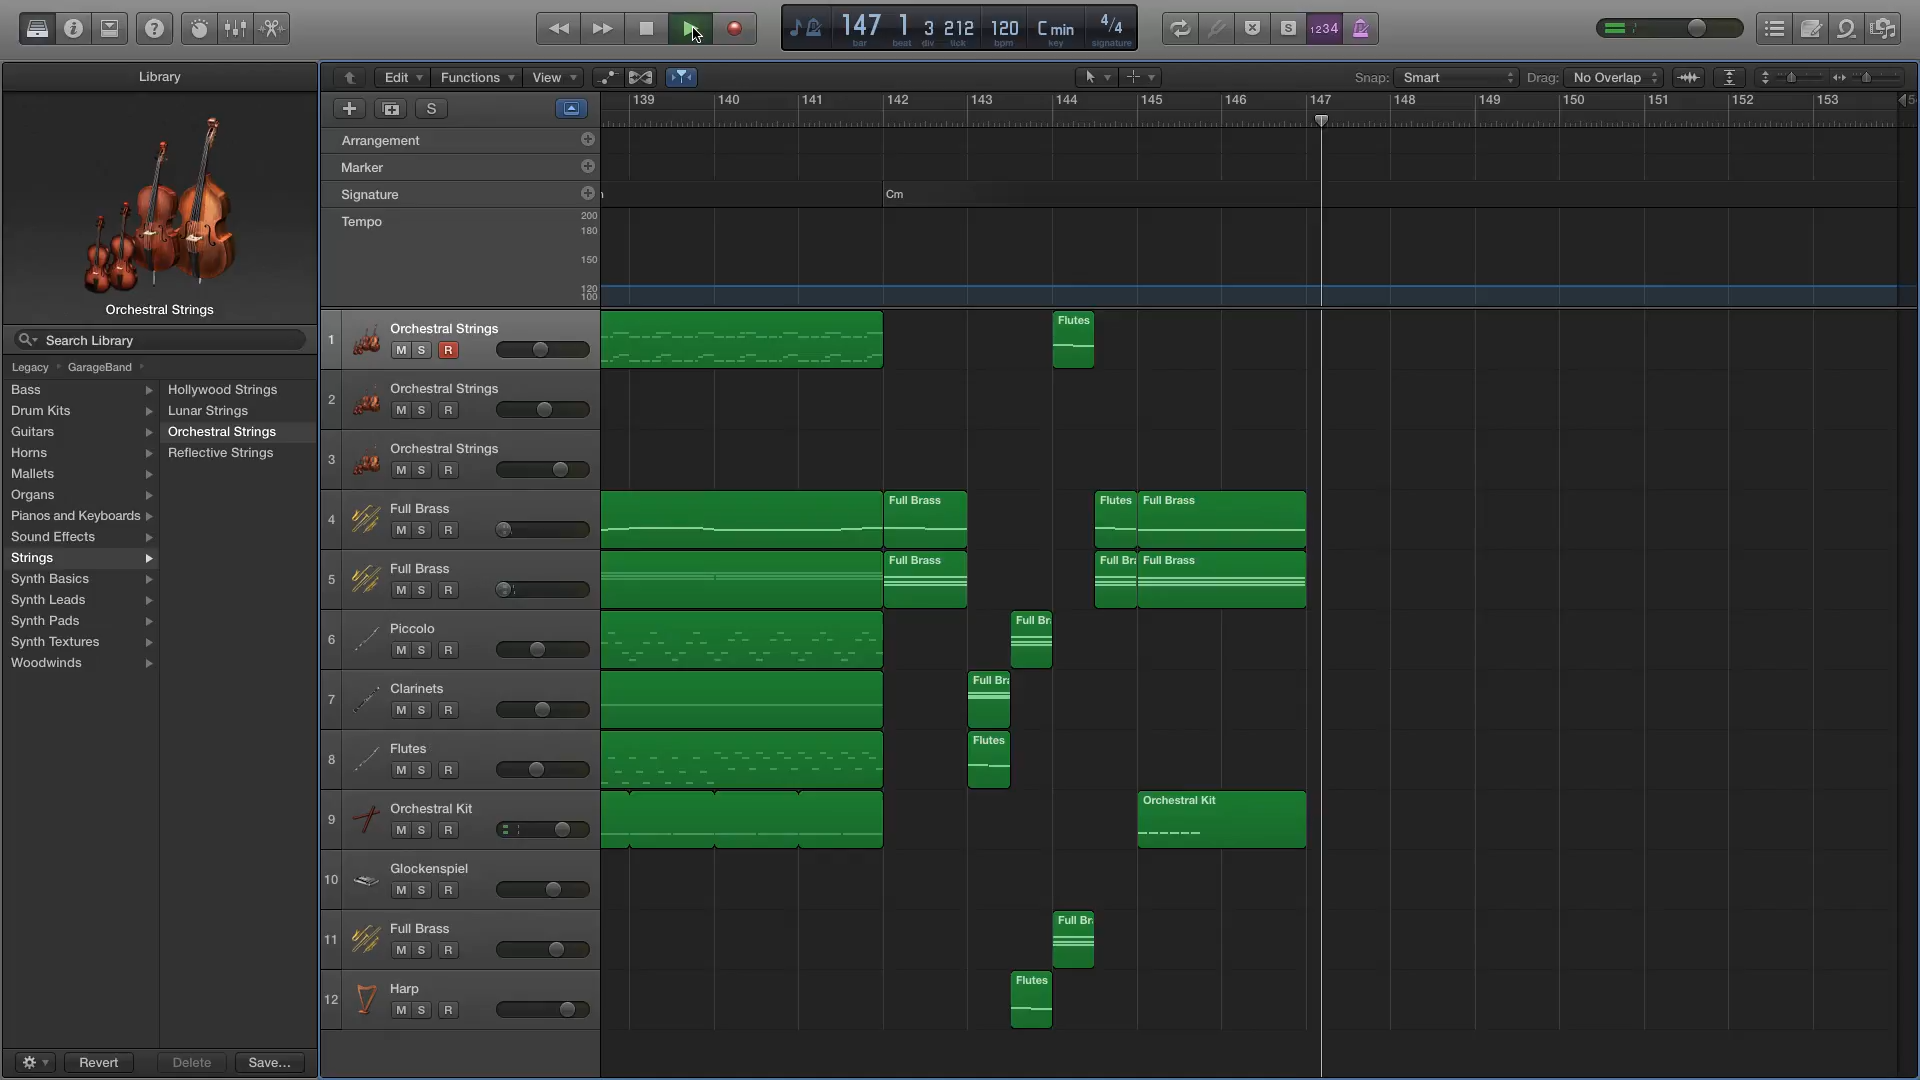 147 1 3 212 120 C min 4/4
bar beat div tick bpm key signature
1234
Library
Edit Functions View Snap: Smart Drag: No Overlap
S
139 140 141 142 143 144 145 146 147 148 149 150 151 152 153
Arrangement
Marker
Signature
Cm
Tempo
200
180
150
120
100
Orchestral Strings
Search Library
Legacy GarageBand
Bass
Drum Kits
Guitars
Horns
Mallets
Organs
Pianos and Keyboards
Sound Effects
Strings
Synth Basics
Synth Leads
Synth Pads
Synth Textures
Woodwinds
Hollywood Strings
Lunar Strings
Orchestral Strings
Reflective Strings
Revert Delete Save...
1 Orchestral Strings
M S R
Flutes
2 Orchestral Strings
M S R
3 Orchestral Strings
M S R
4 Full Brass
M S R
Full Brass Flutes Full Brass
5 Full Brass
M S R
Full Brass Full Bra Full Brass
6 Piccolo
M S R
Full Br
7 Clarinets
M S R
Full Bra
8 Flutes
M S R
Flutes
9 Orchestral Kit
M S R
Orchestral Kit
10 Glockenspiel
M S R
11 Full Brass
M S R
Full Br
12 Harp
M S R
Flutes